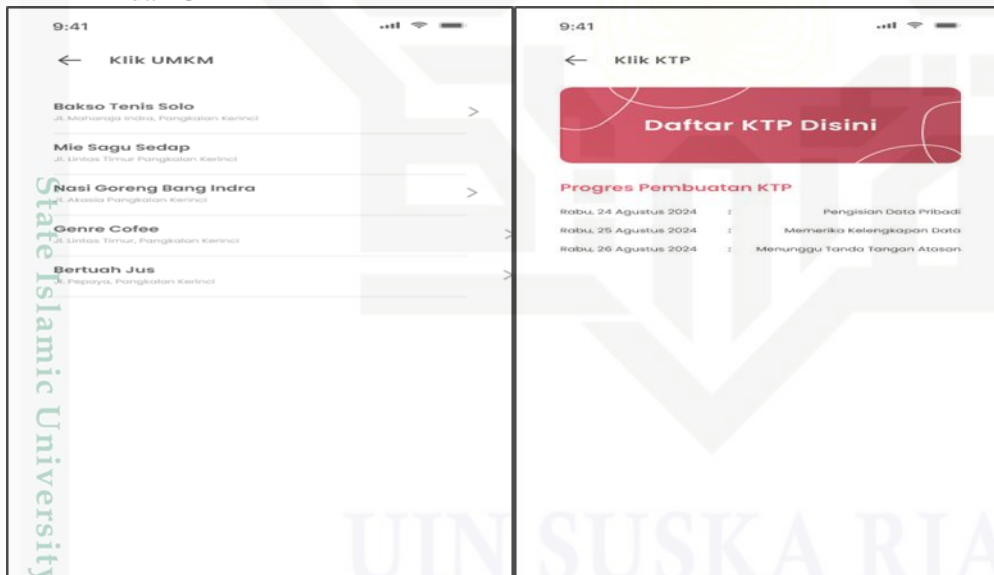 9:41
Klik UMKM
Bakso Tenis Solo
Jl. Maharaja Indra, Pangkalan Kerinci
Mie Sagu Sedap
Jl. Lintas Timur Pangkalan Kerinci
Nasi Goreng Bang Indra
Jl. Akasia Pangkalan Kerinci
Genre Cofee
Jl. Lintas Timur, Pangkalan Kerinci
Bertuah Jus
Jl. Pepaya, Pangkalan Kerinci
9:41
Klik KTP
Daftar KTP Disini
Progres Pembuatan KTP
Rabu, 24 Agustus 2024 : Pengisian Data Pribadi
Rabu, 25 Agustus 2024 : Memerika Kelengkapan Data
Rabu, 26 Agustus 2024 : Menunggu Tanda Tangan Atasan
State Islamic University
UIN SUSKA RIA